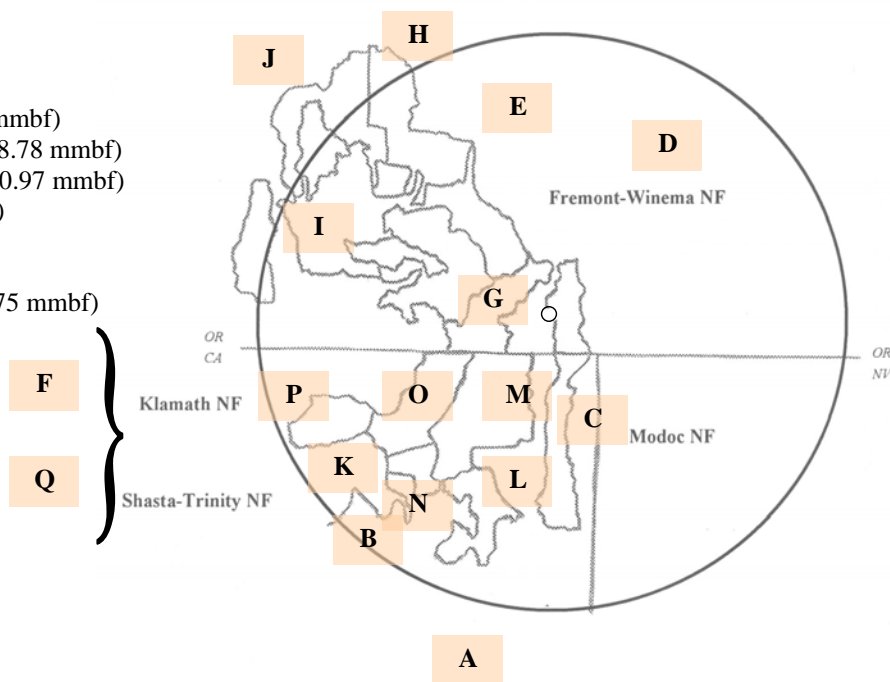 H
J
E
mmbf)
D
8.78 mmbf)
0.97 mmbf)
Fremont-Winema NF
)
I
G
75 mmbf)
OR
CA
OR
NV
F
P
O
M
Klamath NF
C
Modoc NF
K
Q
L
Shasta-Trinity NF
N
B
A